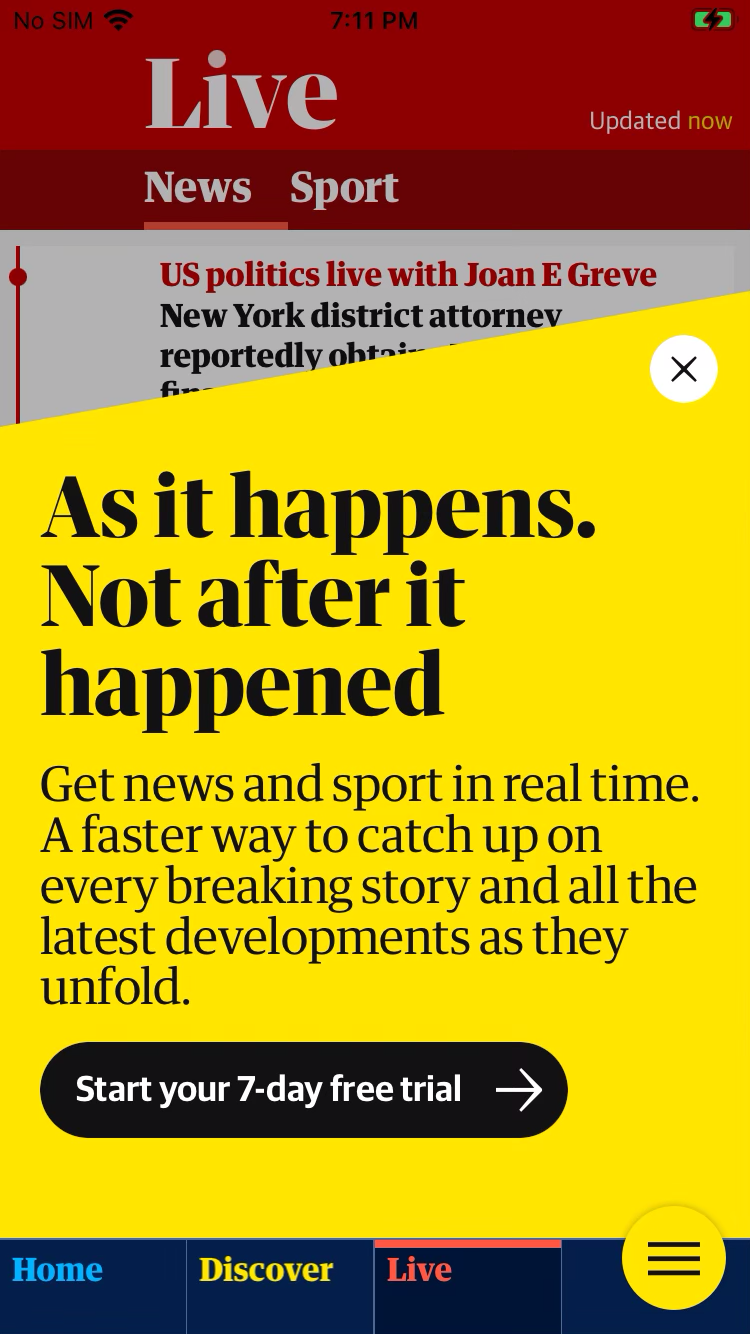 No SIM 7:11 PM
Live
Updated now
News Sport
US politics live with Joan E Greve
New York district attorney
reportedly
As it happens.
Not after it
happened
Get news and sport in real time.
A faster way to catch up on
every breaking story and all the
latest developments as they
unfold.
Start your 7-day free trial
Home Discover Live